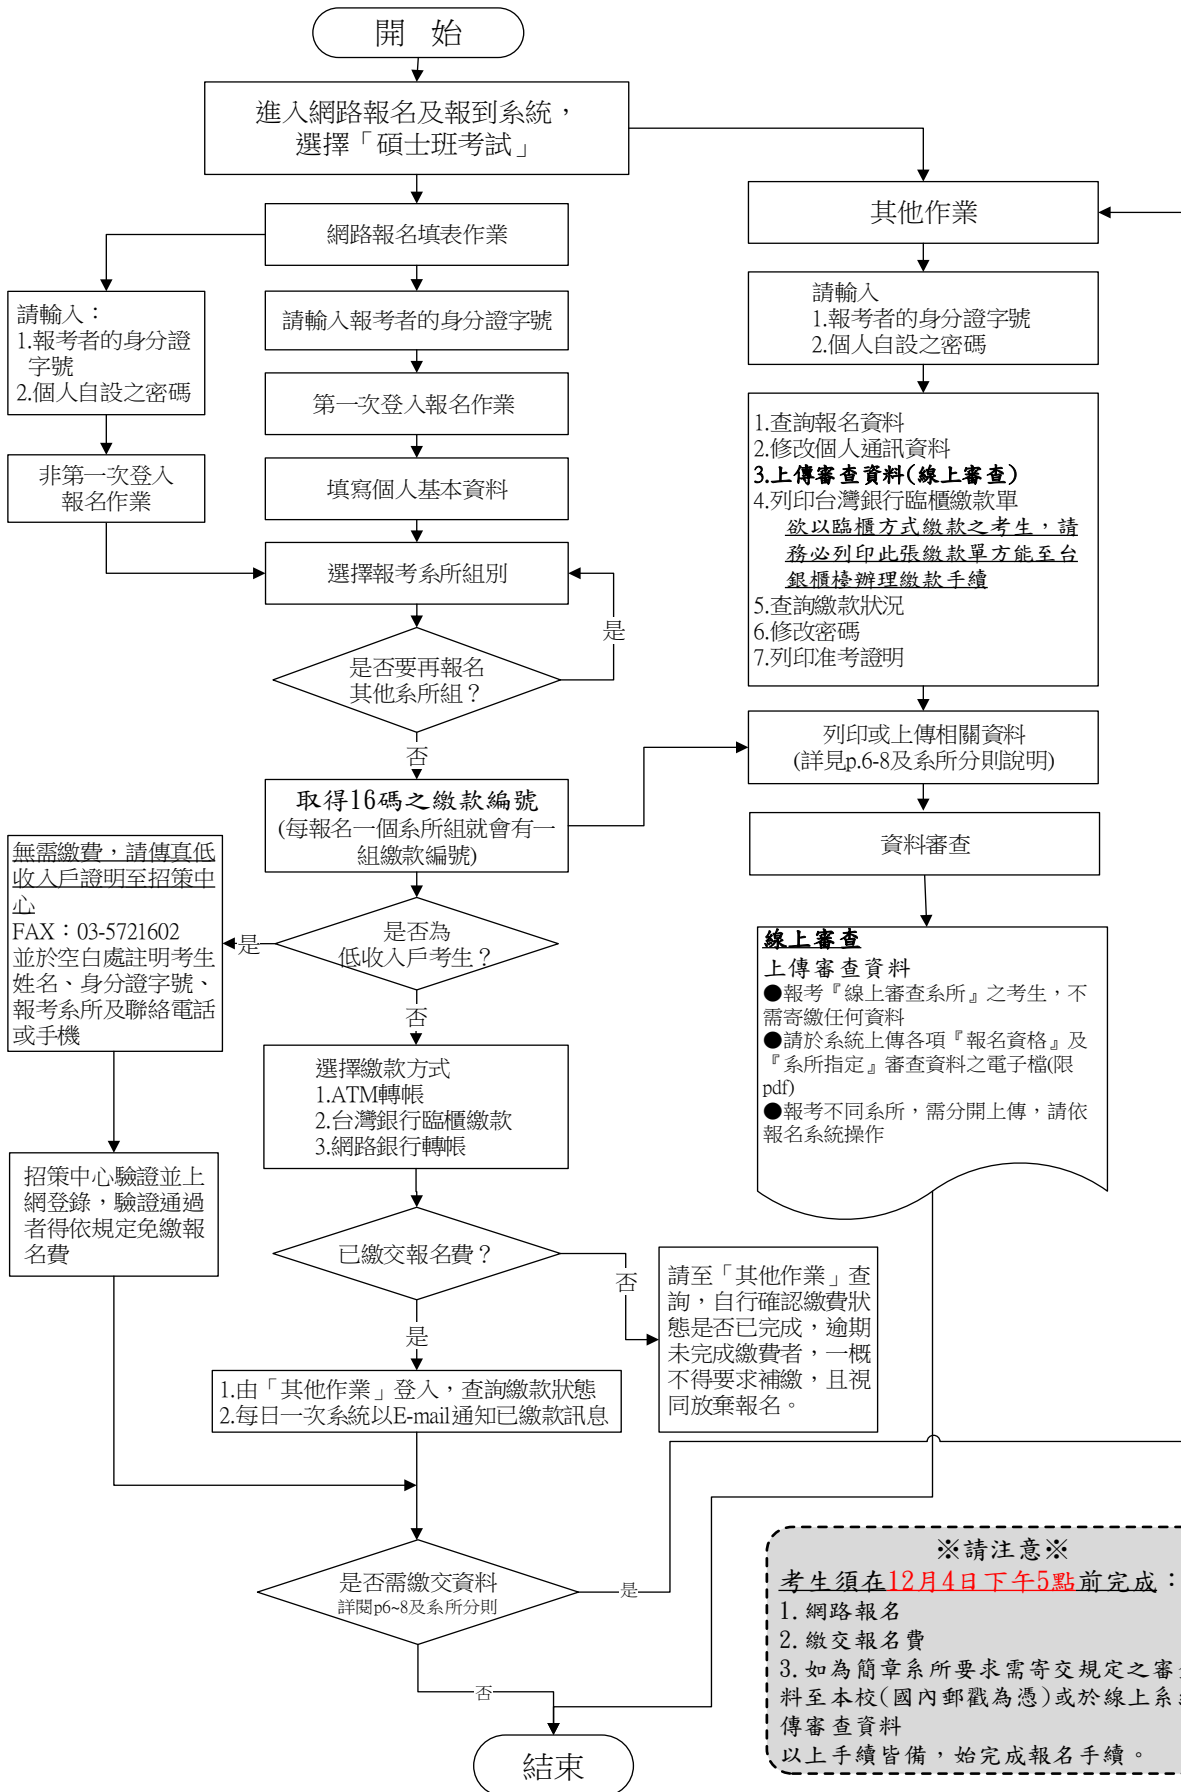 開 始
進入網路報名及報到系統，
選擇「碩士班考試」
網路報名填表作業
請輸入：
1.報考者的身分證
字號
2.個人自設之密碼
非第一次登入
報名作業
請輸入報考者的身分證字號
第一次登入報名作業
填寫個人基本資料
選擇報考系所組別
是
是否要再報名
其他系所組？
否
取得16碼之繳款編號
(每報名一個系所組就會有一
組繳款編號)
是否為
低收入戶考生？
是
無需繳費，請傳真低
收入戶證明至招策中
心
FAX：03-5721602
並於空白處註明考生
姓名、身分證字號、
報考系所及聯絡電話
或手機
招策中心驗證並上
網登錄，驗證通過
者得依規定免繳報
名費
否
選擇繳款方式
1.ATM轉帳
2.台灣銀行臨櫃繳款
3.網路銀行轉帳
已繳交報名費？
否
請至「其他作業」查
詢，自行確認繳費狀
態是否已完成，逾期
未完成繳費者，一概
不得要求補繳，且視
同放棄報名。
是
1.由「其他作業」登入，查詢繳款狀態
2.每日一次系統以E-mail通知已繳款訊息
是否需繳交資料
詳閱p6~8及系所分則
是
否
結束
其他作業
請輸入
1.報考者的身分證字號
2.個人自設之密碼
1.查詢報名資料
2.修改個人通訊資料
3.上傳審查資料(線上審查)
4.列印台灣銀行臨櫃繳款單
欲以臨櫃方式繳款之考生，請
務必列印此張繳款單方能至台
銀櫃檯辦理繳款手續
5.查詢繳款狀況
6.修改密碼
7.列印准考證明
列印或上傳相關資料
(詳見p.6-8及系所分則說明)
資料審查
線上審查
上傳審查資料
●報考『線上審查系所』之考生，不
需寄繳任何資料
●請於系統上傳各項『報名資格』及
『系所指定』審查資料之電子檔(限
pdf)
●報考不同系所，需分開上傳，請依
報名系統操作
※請注意※
考生須在12月4日下午5點前完成：
1.網路報名
2.繳交報名費
3.如為簡章系所要求需寄交規定之審
料至本校(國內郵戳為憑)或於線上系
傳審查資料
以上手續皆備，始完成報名手續。